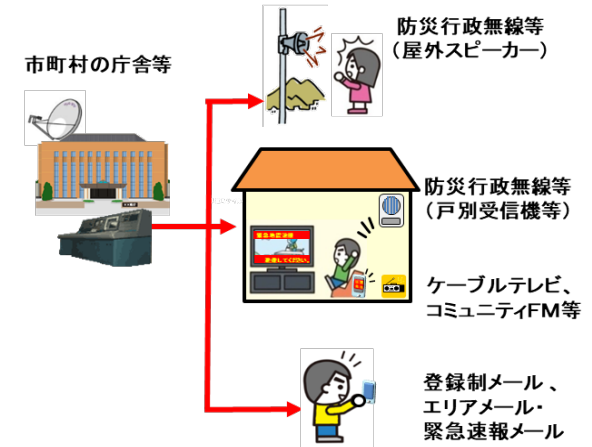 市町村の庁舎等
防災行政無線等
（屋外スピーカー）
防災行政無線等
（戸別受信機等）
ケーブルテレビ、
コミュニティFM等
登録制メール、
エリアメール・
緊急速報メール